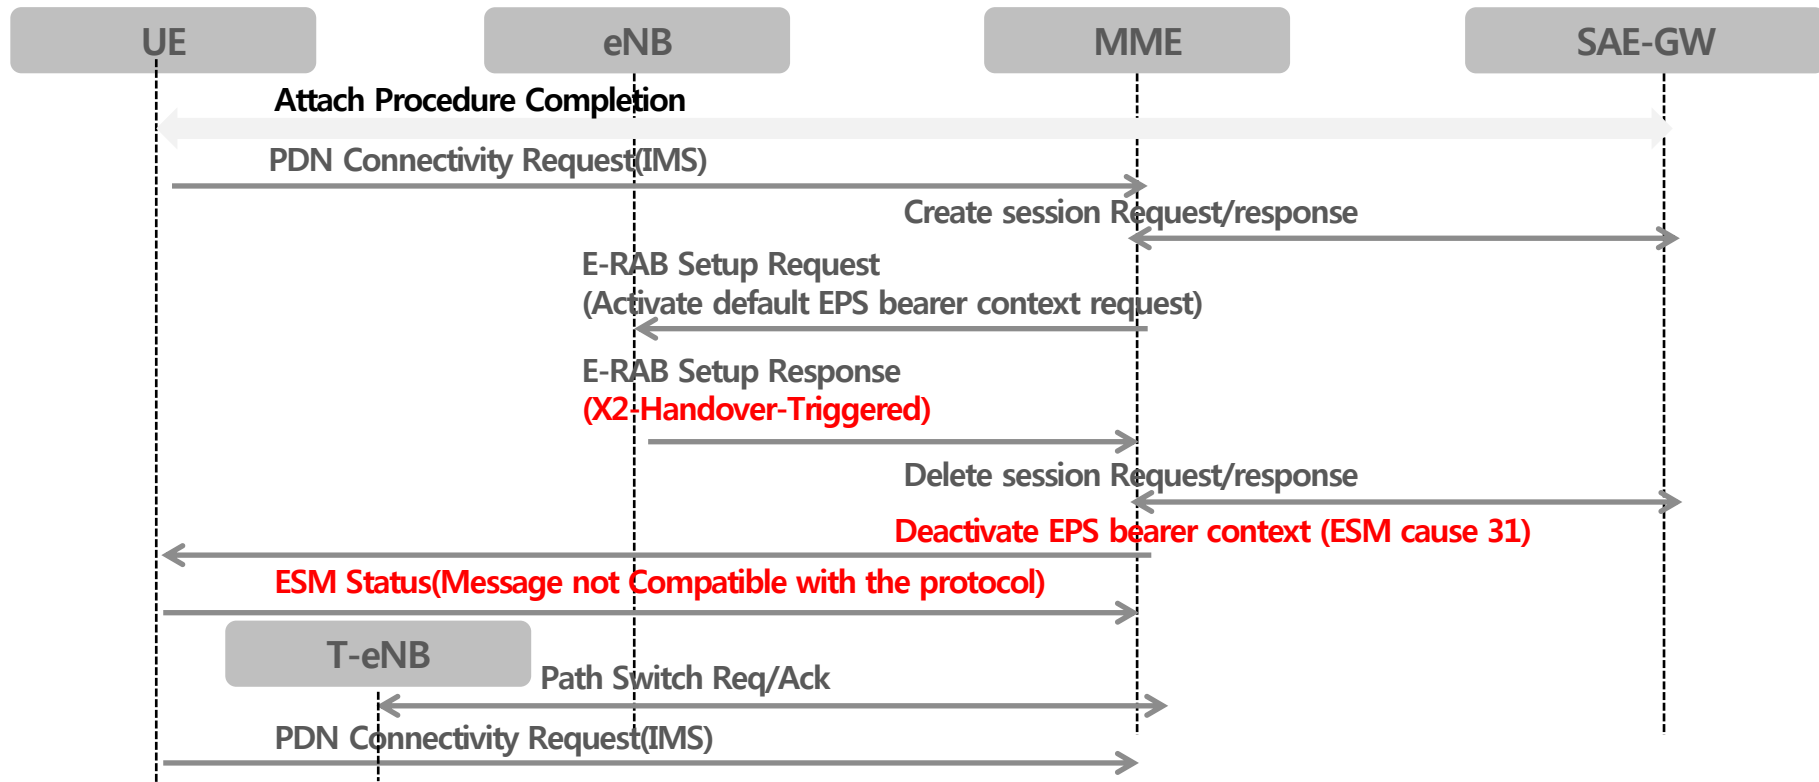 UE
eNB
MME
SAE-GW
Attach Procedure Completion
PDN Connectivity Request(IMS)
Create session Request/response
E-RAB Setup Request
(Activate default EPS bearer context request)
E-RAB Setup Response
(X2-Handover-Triggered)
Delete session Request/response
Deactivate EPS bearer context (ESM cause 31)
ESM Status(Message not Compatible with the protocol)
T-eNB
Path Switch Req/Ack
PDN Connectivity Request(IMS)